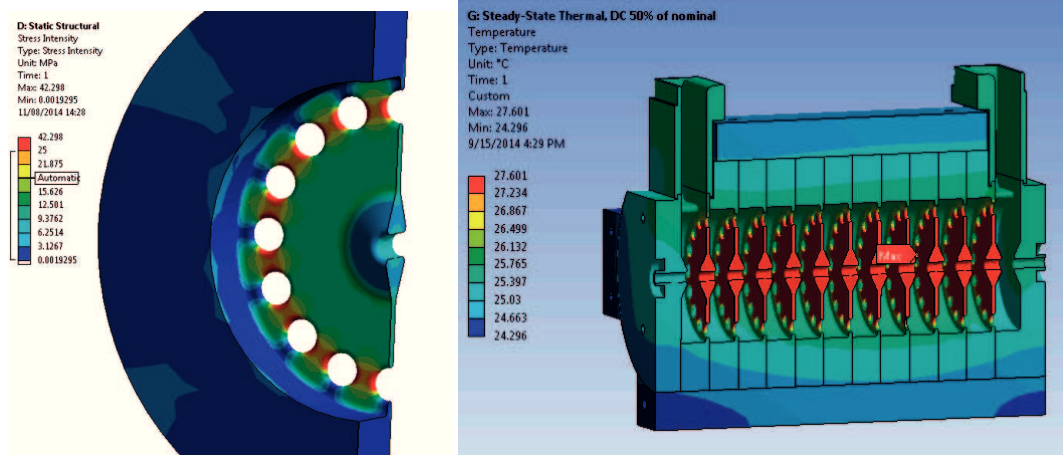 D: Static Structural
Stress Intensity
Type: Stress Intensity
Unit: MPa
Time: 1
Max: 42.298
Min: 0.0019295
11/08/2014 14:28
42.298
25
21.875
Automatic
15.626
12.501
9.3762
6.2514
3.1267
0.0019295
G: Steady-State Thermal, DC 50% of nominal
Temperature
Type: Temperature
Unit: °C
Time: 1
Custom
Max: 27.601
Min: 24.296
9/15/2014 4:29 PM
27.601
27.234
26.867
26.499
26.132
25.765
25.397
25.03
24.663
24.296
Max